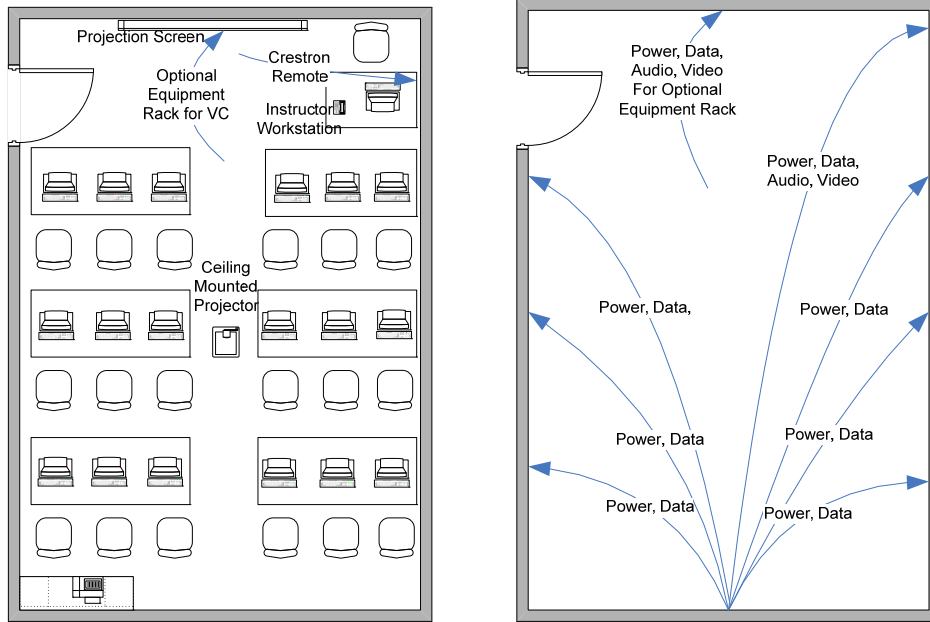 Projection Screen
Crestron
Remote
Optional
Equipment
Rack for VC
Instructor
Workstation
Ceiling
Mounted
Projector
Power, Data,
Audio, Video
For Optional
Equipment Rack
Power, Data,
Audio, Video
Power, Data,
Power, Data
Power, Data
Power, Data
Power, Data
Power, Data